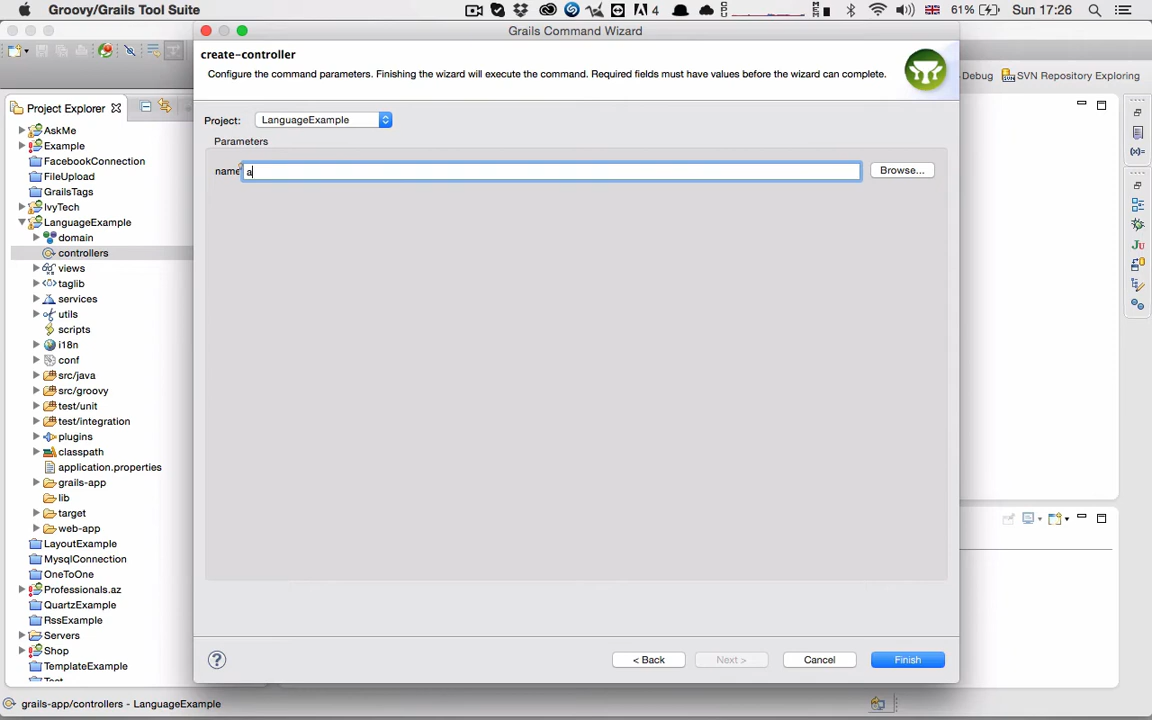 Groovy/Grails Tool Suite
4
61%
Sun 17:26
Grails Command Wizard
create-controller
Configure the command parameters. Finishing the wizard will execute the command. Required fields must have values before the wizard can complete.
Debug
SVN Repository Exploring
Project Explorer
Project:
LanguageExample
Parameters
name
a
Browse...
AskMe
Example
FacebookConnection
FileUpload
GrailsTags
IvyTech
LanguageExample
domain
controllers
views
taglib
services
utils
scripts
i18n
conf
src/java
src/groovy
test/unit
test/integration
plugins
classpath
application.properties
grails-app
lib
target
web-app
LayoutExample
MysqlConnection
OneToOne
Professionals.az
QuartzExample
RssExample
Servers
Shop
TemplateExample
< Back
Next >
Cancel
Finish
grails-app/controllers - LanguageExample